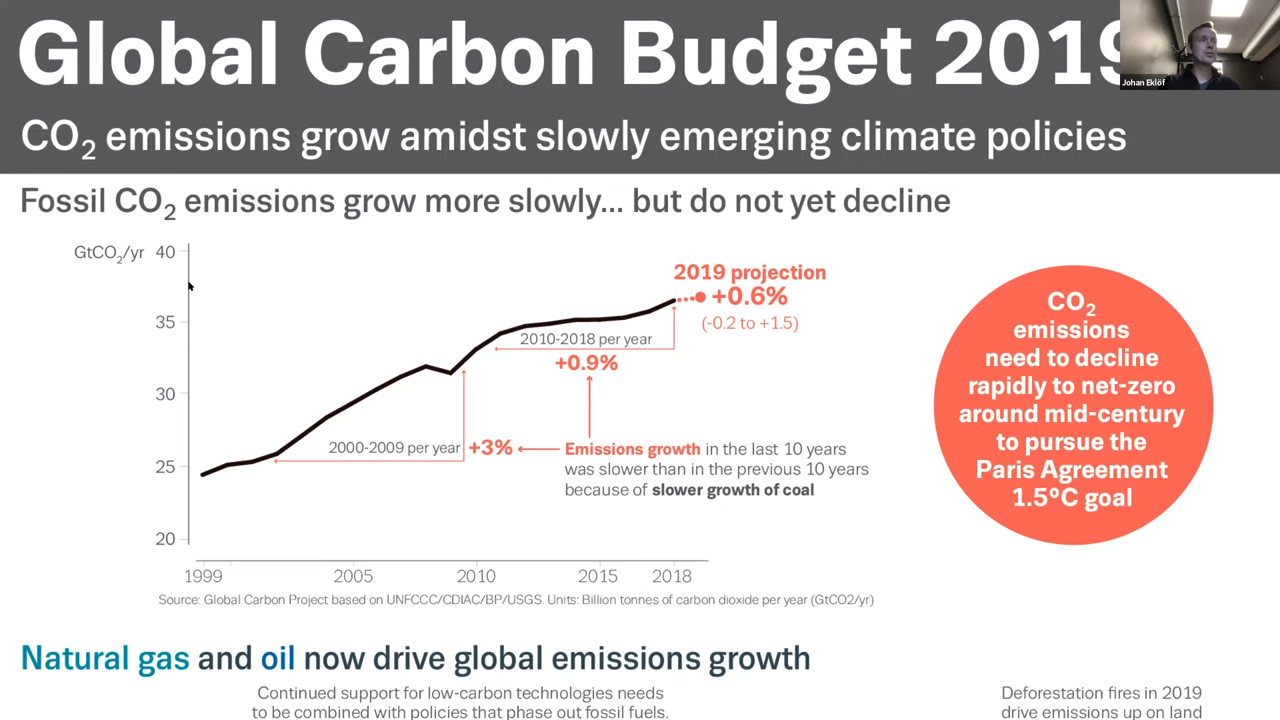 Global Carbon Budget 2019
Johan Eklöf
CO₂ emissions grow amidst slowly emerging climate policies
Fossil CO₂ emissions grow more slowly... but do not yet decline
GtCO₂/yr
40
35
30
25
20
2019 projection
+0.6%
(-0.2 to +1.5)
2010-2018 per year
+0.9%
2000-2009 per year
+3%
Emissions growth in the last 10 years
was slower than in the previous 10 years
because of slower growth of coal
1999
2005
2010
2015
2018
Source: Global Carbon Project based on UNFCCC/CDIAC/BP/USGS. Units: Billion tonnes of carbon dioxide per year (GtCO2/yr)
CO₂
emissions
need to decline
rapidly to net-zero
around mid-century
to pursue the
Paris Agreement
1.5ºC goal
Natural gas and oil now drive global emissions growth
Continued support for low-carbon technologies needs
to be combined with policies that phase out fossil fuels.
Deforestation fires in 2019
drive emissions up on land